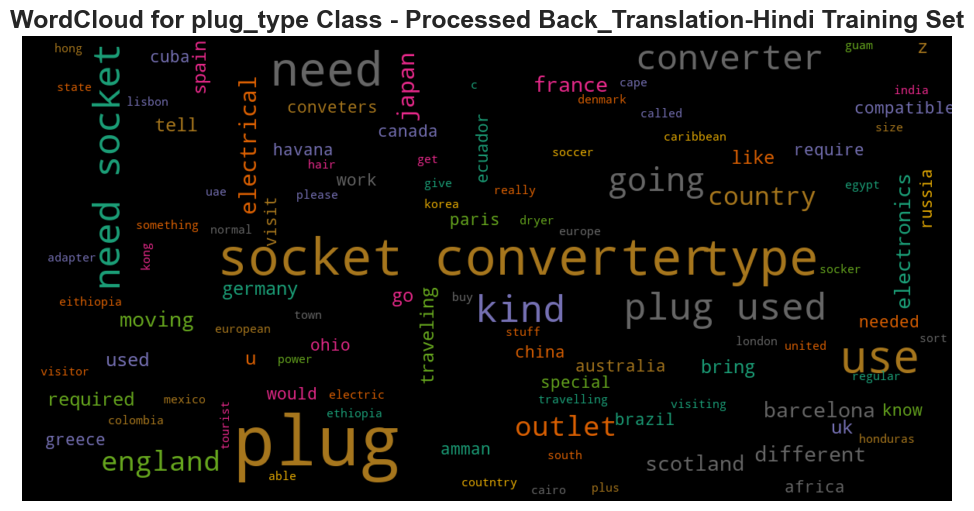 WordCloud for plug_type Class - Processed Back_Translation-Hindi Training Set
hong
cuba
spain
need
japan
converter
guam
z
state
need socket
lisbon
electrical
conveters
france
cape
c
denmark
called
india
compatible
tell
canada
ecuador
caribbean
size
havana
hair
get
soccer
like
require
work
going
uae
please
give
really
country
egypt
electronics
russia
korea
visit
something
normal
paris
dryer
europe
kong
adapter
socket converter
type
socker
eithiopia
germany
go
traveling
buy
kind
plug used
moving
european
town
stuff
needed
used
u
ohio
power
china
london
united
sort
use
visitor
australia
bring
regular
special
required
mexico
would
electric
travelling
visiting
colombia
tourist
ethiopia
plug
outlet
brazil
barcelona
know
greece
uk
honduras
england
able
amman
south
scotland
different
coutntry
cairo
plus
africa